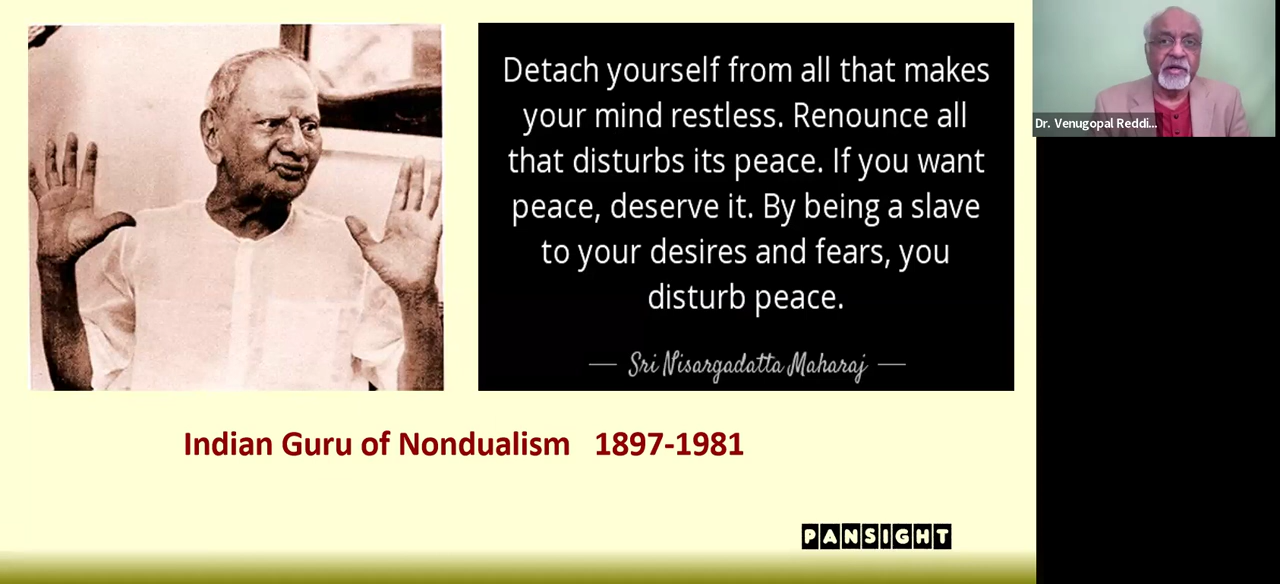 Detach yourself from all that makes
your mind restless. Renounce all
that disturbs its peace. If you want
peace, deserve it. By being a slave
to your desires and fears, you
disturb peace.
— Sri Nisargadatta Maharaj —
Dr. Venugopal Reddi...
Indian Guru of Nondualism 1897-1981
PANSIGHT